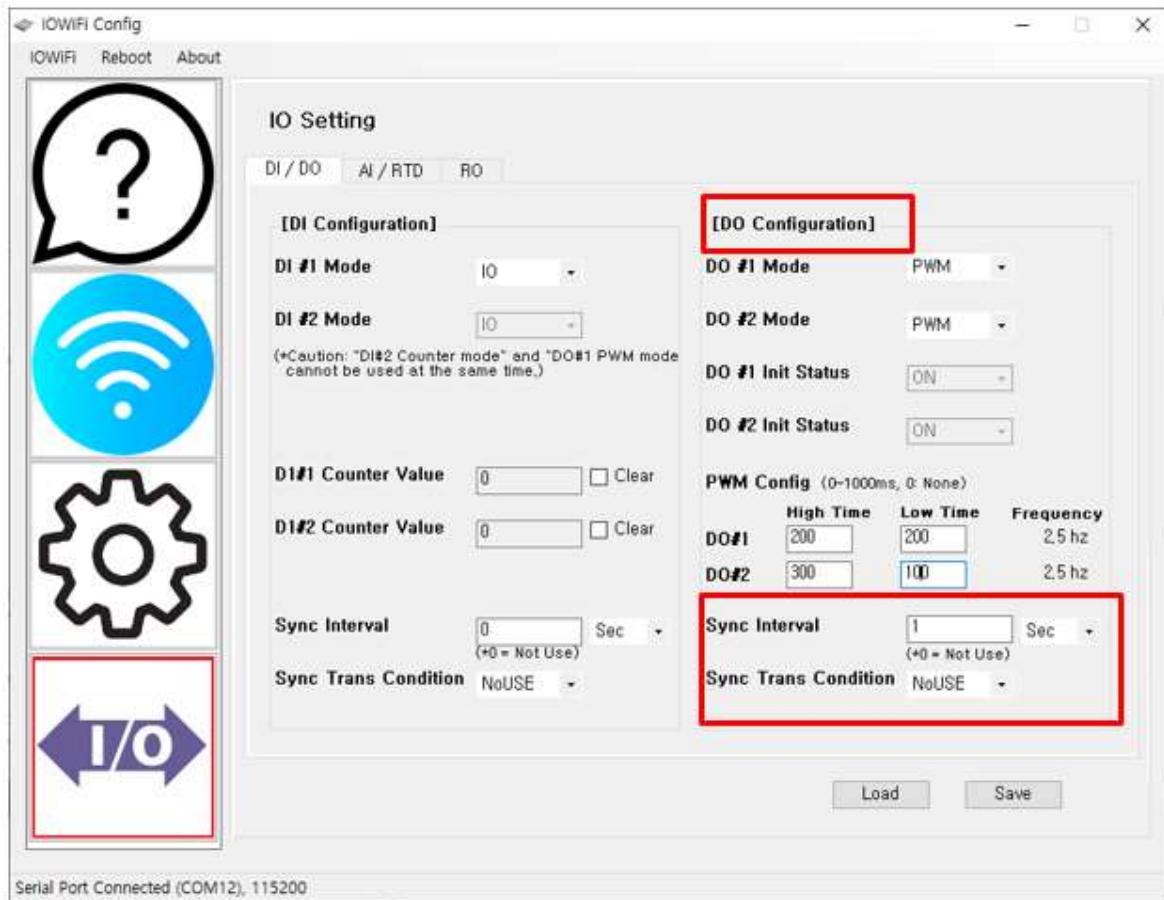 IOWiFi Config
IOWiFi Reboot About
?
I/O
IO Setting
DI / DO AI / RTD RO
[DI Configuration]
DI #1 Mode IO
DI #2 Mode IO
(*Caution: "DI#2 Counter mode" and "DO#1 PWM mode
cannot be used at the same time.)
D1#1 Counter Value 0 Clear
D1#2 Counter Value 0 Clear
Sync Interval 0 Sec
(*0 = Not Use)
Sync Trans Condition NoUSE
[DO Configuration]
DO #1 Mode PWM
DO #2 Mode PWM
DO #1 Init Status ON
DO #2 Init Status ON
PWM Config (0~1000ms, 0: None)
High Time Low Time Frequency
DO#1 200 200 2,5 hz
DO#2 300 100 2,5 hz
Sync Interval 1 Sec
(*0 = Not Use)
Sync Trans Condition NoUSE
Load Save
Serial Port Connected (COM12), 115200